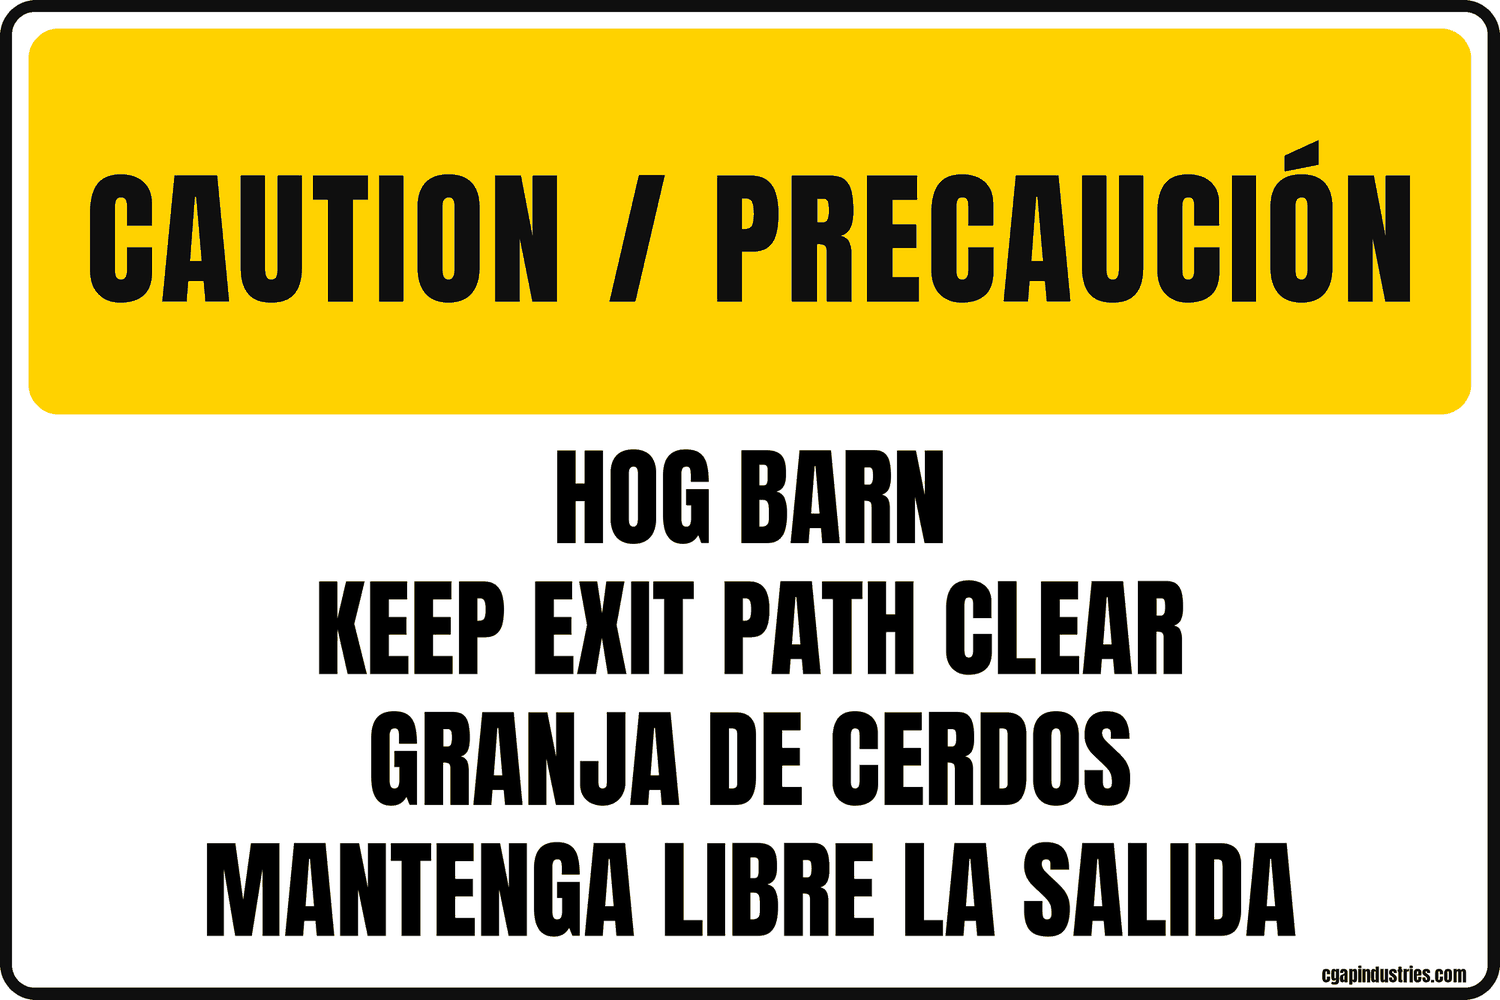 CAUTION / PRECAUCIÓN
HOG BARN
KEEP EXIT PATH CLEAR
GRANJA DE CERDOS
MANTENGA LIBRE LA SALIDA
cgapindustries.com